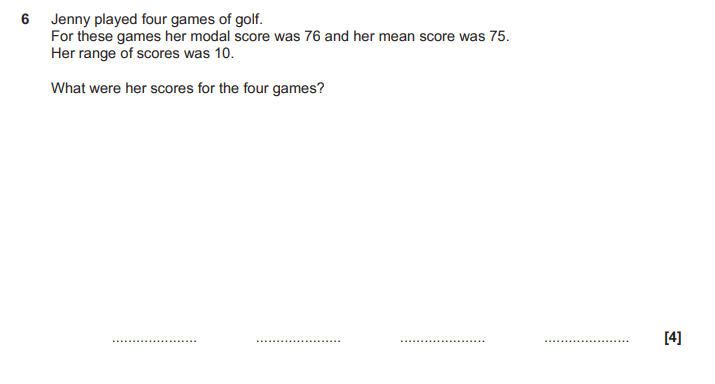 6 Jenny played four games of golf.
For these games her modal score was 76 and her mean score was 75.
Her range of scores was 10.
What were her scores for the four games?
..................... ..................... ..................... ..................... [4]